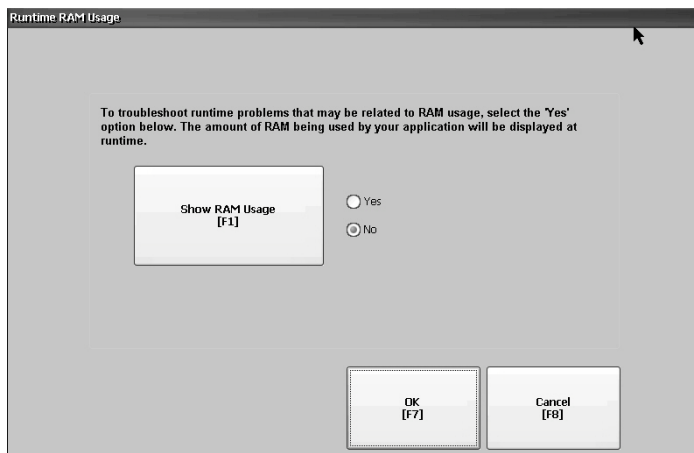 Runtime RAM Usage
To troubleshoot runtime problems that may be related to RAM usage, select the 'Yes'
option below. The amount of RAM being used by your application will be displayed at
runtime.
Show RAM Usage
[F1]
Yes
No
OK
[F7]
Cancel
[F8]